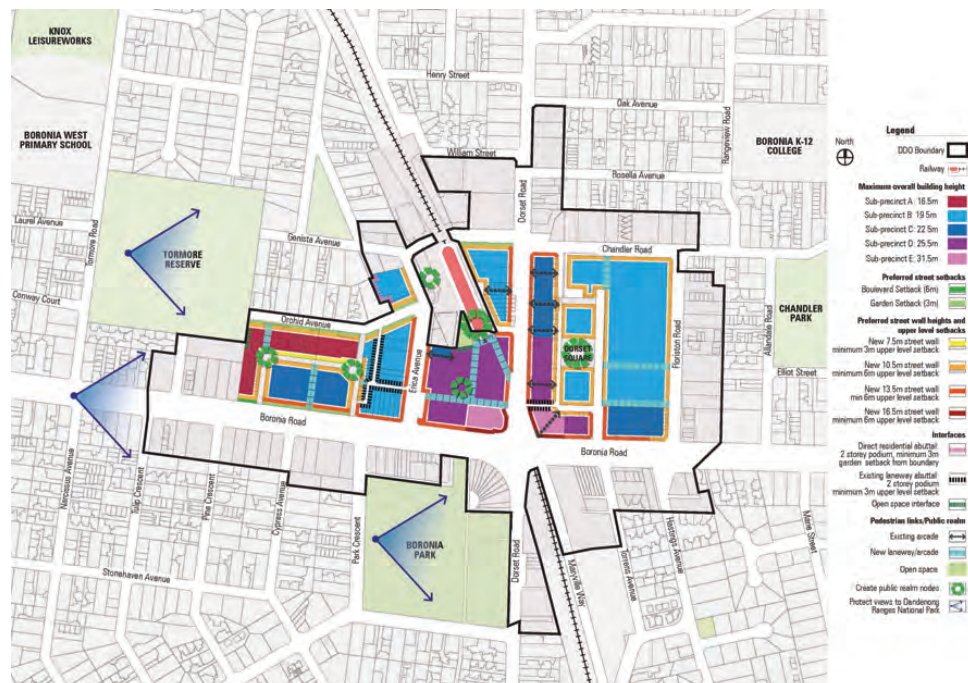 KNOX
LEISUREWORKS
BORONIA WEST
PRIMARY SCHOOL
Henry Street
Oak Avenue
Rangeview Road
BORONIA K-12
COLLEGE
William Street
Rosella Avenue
Dorset Road
Laurel Avenue
Tormore Road
Genista Avenue
Chandler Road
TORMORE
RESERVE
Conway Court
Orchid Avenue
Erica Avenue
DORSET
SQUARE
Floriston Road
Allandale Road
CHANDLER
PARK
Elliot Street
Boronia Road
Boronia Road
Narcissus Avenue
Tulip Crescent
Pine Crescent
Cypress Avenue
Park Crescent
BORONIA
PARK
Dorset Road
Maryville Way
Torrens Avenue
Hastings Avenue
Marie Street
Stonehaven Avenue
North
Legend
DDO Boundary
Railway
Maximum overall building height
Sub-precinct A : 16.5m
Sub-precinct B : 19.5m
Sub-precinct C : 22.5m
Sub-precinct D : 25.5m
Sub-precinct E: 31.5m
Preferred street setbacks
Boulevard Setback (6m)
Garden Setback (3m)
Preferred street wall heights and
upper level setbacks
New 7.5m street wall
minimum 3m upper level setback
New 10.5m street wall
minimum 6m upper level setback
New 13.5m street wall
min 6m upper level setback
New 16.5m street wall
minimum 6m upper level setback
Interfaces
Direct residential abuttal:
2 storey podium, minimum 3m
garden setback from boundary
Existing laneway abuttal:
2 storey podium
minimum 3m upper level setback
Open space interface
Pedestrian links/Public realm
Existing arcade
New laneway/arcade
Open space
Create public realm nodes
Protect views to Dandenong
Ranges National Park